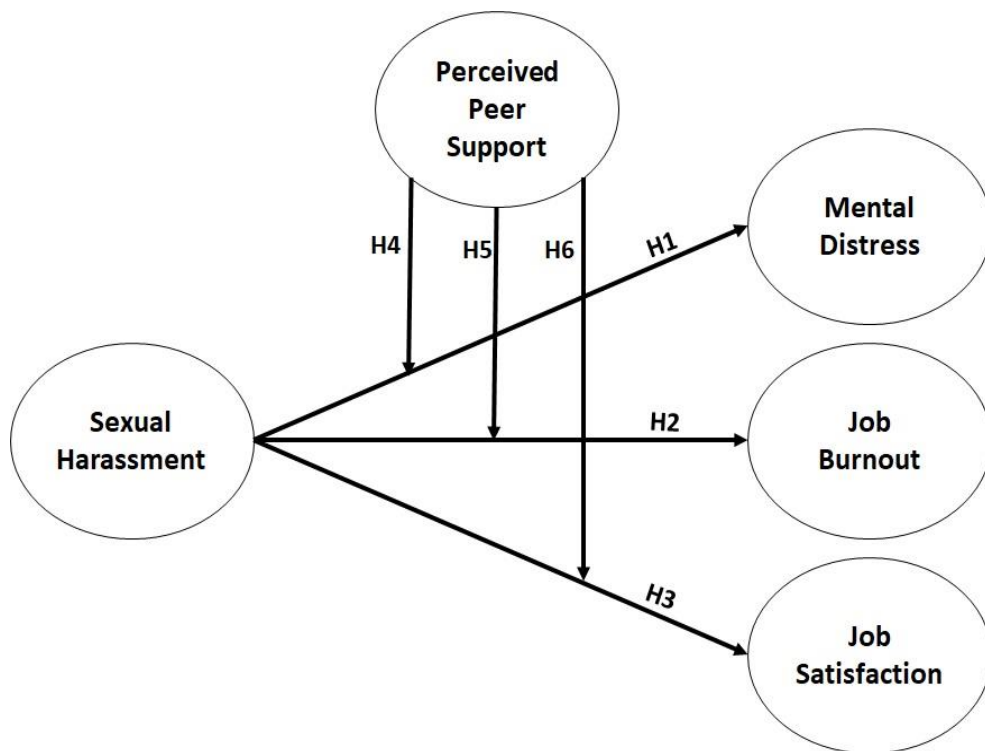 Perceived
Peer
Support
Mental
Distress
H1
H4
H5
H6
Sexual
Harassment
H2
Job
Burnout
H3
Job
Satisfaction